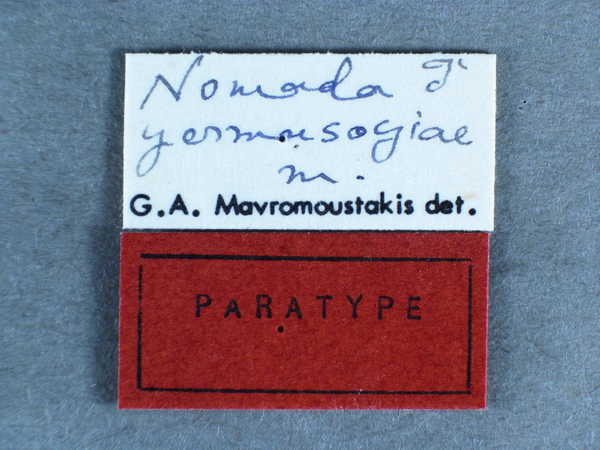 Nomada ♂
yermasogiae
m.
G.A. Mavromoustakis det.
PARATYPE